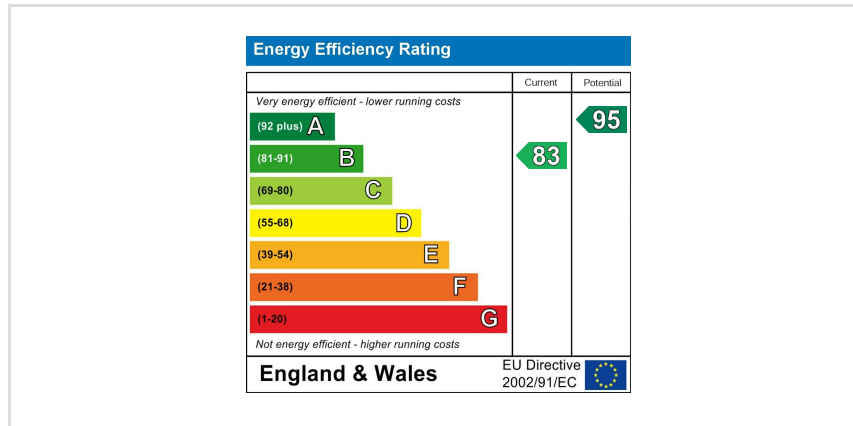 Energy Efficiency Rating
Current Potential
Very energy efficient - lower running costs
(92 plus) A
95
(81-91) B
83
(69-80) C
(55-68) D
(39-54) E
(21-38) F
(1-20) G
Not energy efficient - higher running costs
England & Wales
EU Directive
2002/91/EC